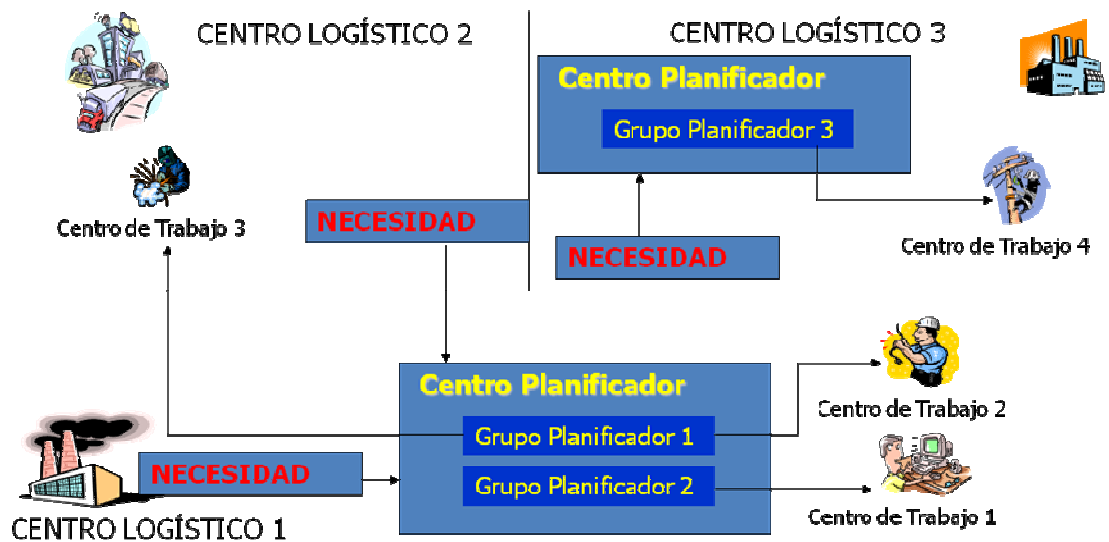 CENTRO LOGÍSTICO 2
CENTRO LOGÍSTICO 3
Centro Planificador
Grupo Planificador 3
Centro de Trabajo 3
NECESIDAD
NECESIDAD
Centro de Trabajo 4
Centro Planificador
Grupo Planificador 1
Grupo Planificador 2
Centro de Trabajo 2
NECESIDAD
CENTRO LOGÍSTICO 1
Centro de Trabajo 1